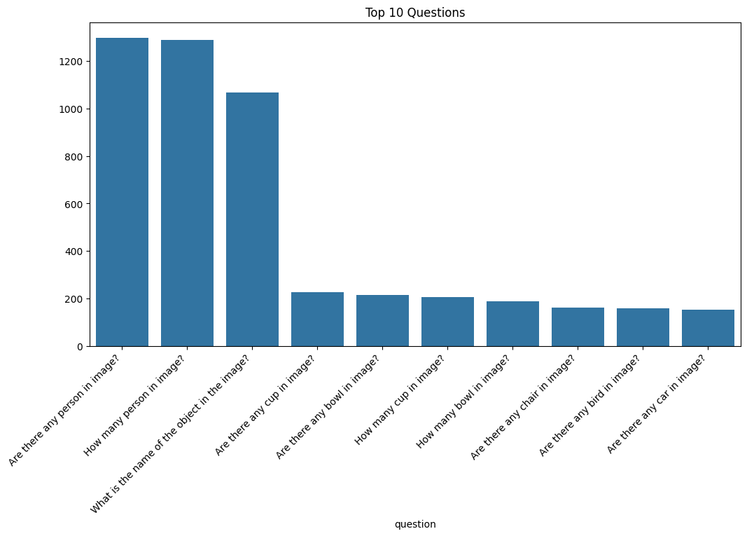 Top 10 Questions
1200
1000
800
600
400
200
0
Are there any person in image?
How many person in image?
What is the name of the object in the image?
Are there any cup in image?
Are there any bowl in image?
How many cup in image?
How many bowl in image?
Are there any chair in image?
Are there any bird in image?
Are there any car in image?
question